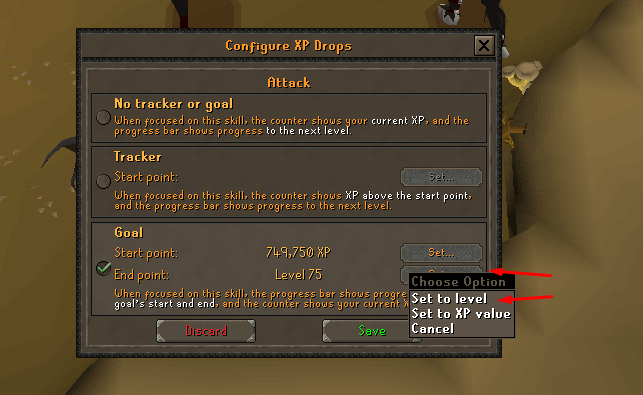 Configure XP Drops
Attack
No tracker or goal
When focused on this skill, the counter shows your current XP, and the
progress bar shows progress to the next level.
Tracker
Start point:
Set...
When focused on this skill, the counter shows XP above the start point,
and the progress bar shows progress to the next level.
Goal
Start point:
749,750 XP
Set...
End point:
Level 75
When focused on this skill, the progress bar shows
goal's start and end, and the counter shows your current
Discard
Save
Choose Option
Set to level
Set to XP value
Cancel